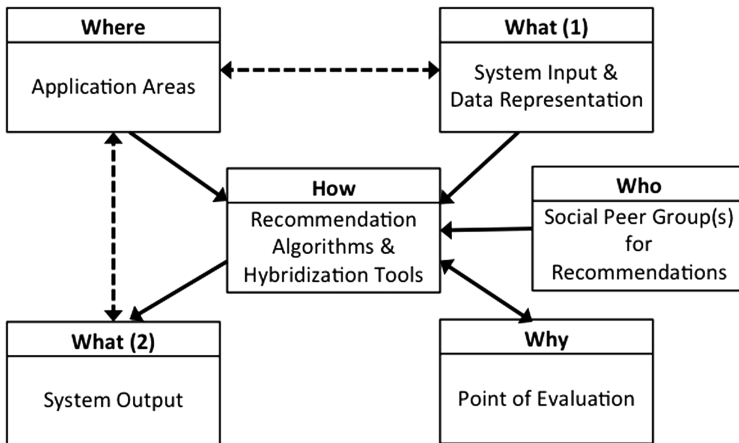 Where
Application Areas
What (1)
System Input &
Data Representation
How
Recommendation
Algorithms &
Hybridization Tools
Who
Social Peer Group(s)
for
Recommendations
What (2)
System Output
Why
Point of Evaluation